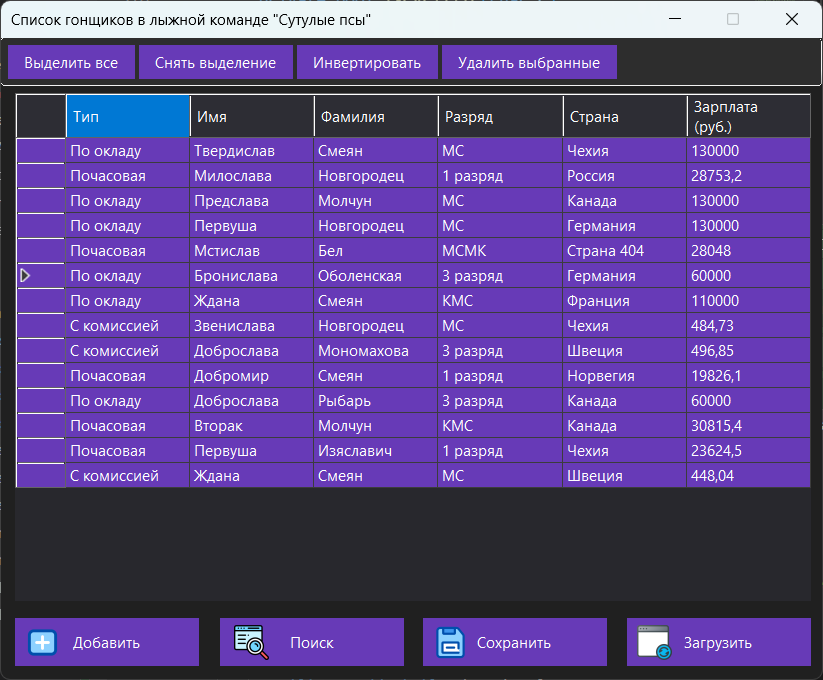 Список гонщиков в лыжной команде "Сутулые псы"
Выделить все Снять выделение Инвертировать Удалить выбранные
Тип Имя Фамилия Разряд Страна Зарплата (руб.)
По окладу Твердислав Смеян МС Чехия 130000
Почасовая Милослава Новгородец 1 разряд Россия 28753,2
По окладу Предслава Молчун МС Канада 130000
По окладу Первуша Новгородец МС Германия 130000
Почасовая Мстислав Бел МСМК Страна 404 28048
По окладу Бронислава Оболенская 3 разряд Германия 60000
По окладу Ждана Смеян КМС Франция 110000
С комиссией Звенислава Новгородец МС Чехия 484,73
С комиссией Доброслава Мономахова 3 разряд Швеция 496,85
Почасовая Добромир Смеян 1 разряд Норвегия 19826,1
По окладу Доброслава Рыбарь 3 разряд Канада 60000
Почасовая Вторак Молчун КМС Канада 30815,4
Почасовая Первуша Изяславич 1 разряд Чехия 23624,5
С комиссией Ждана Смеян МС Швеция 448,04
Добавить Поиск Сохранить Загрузить